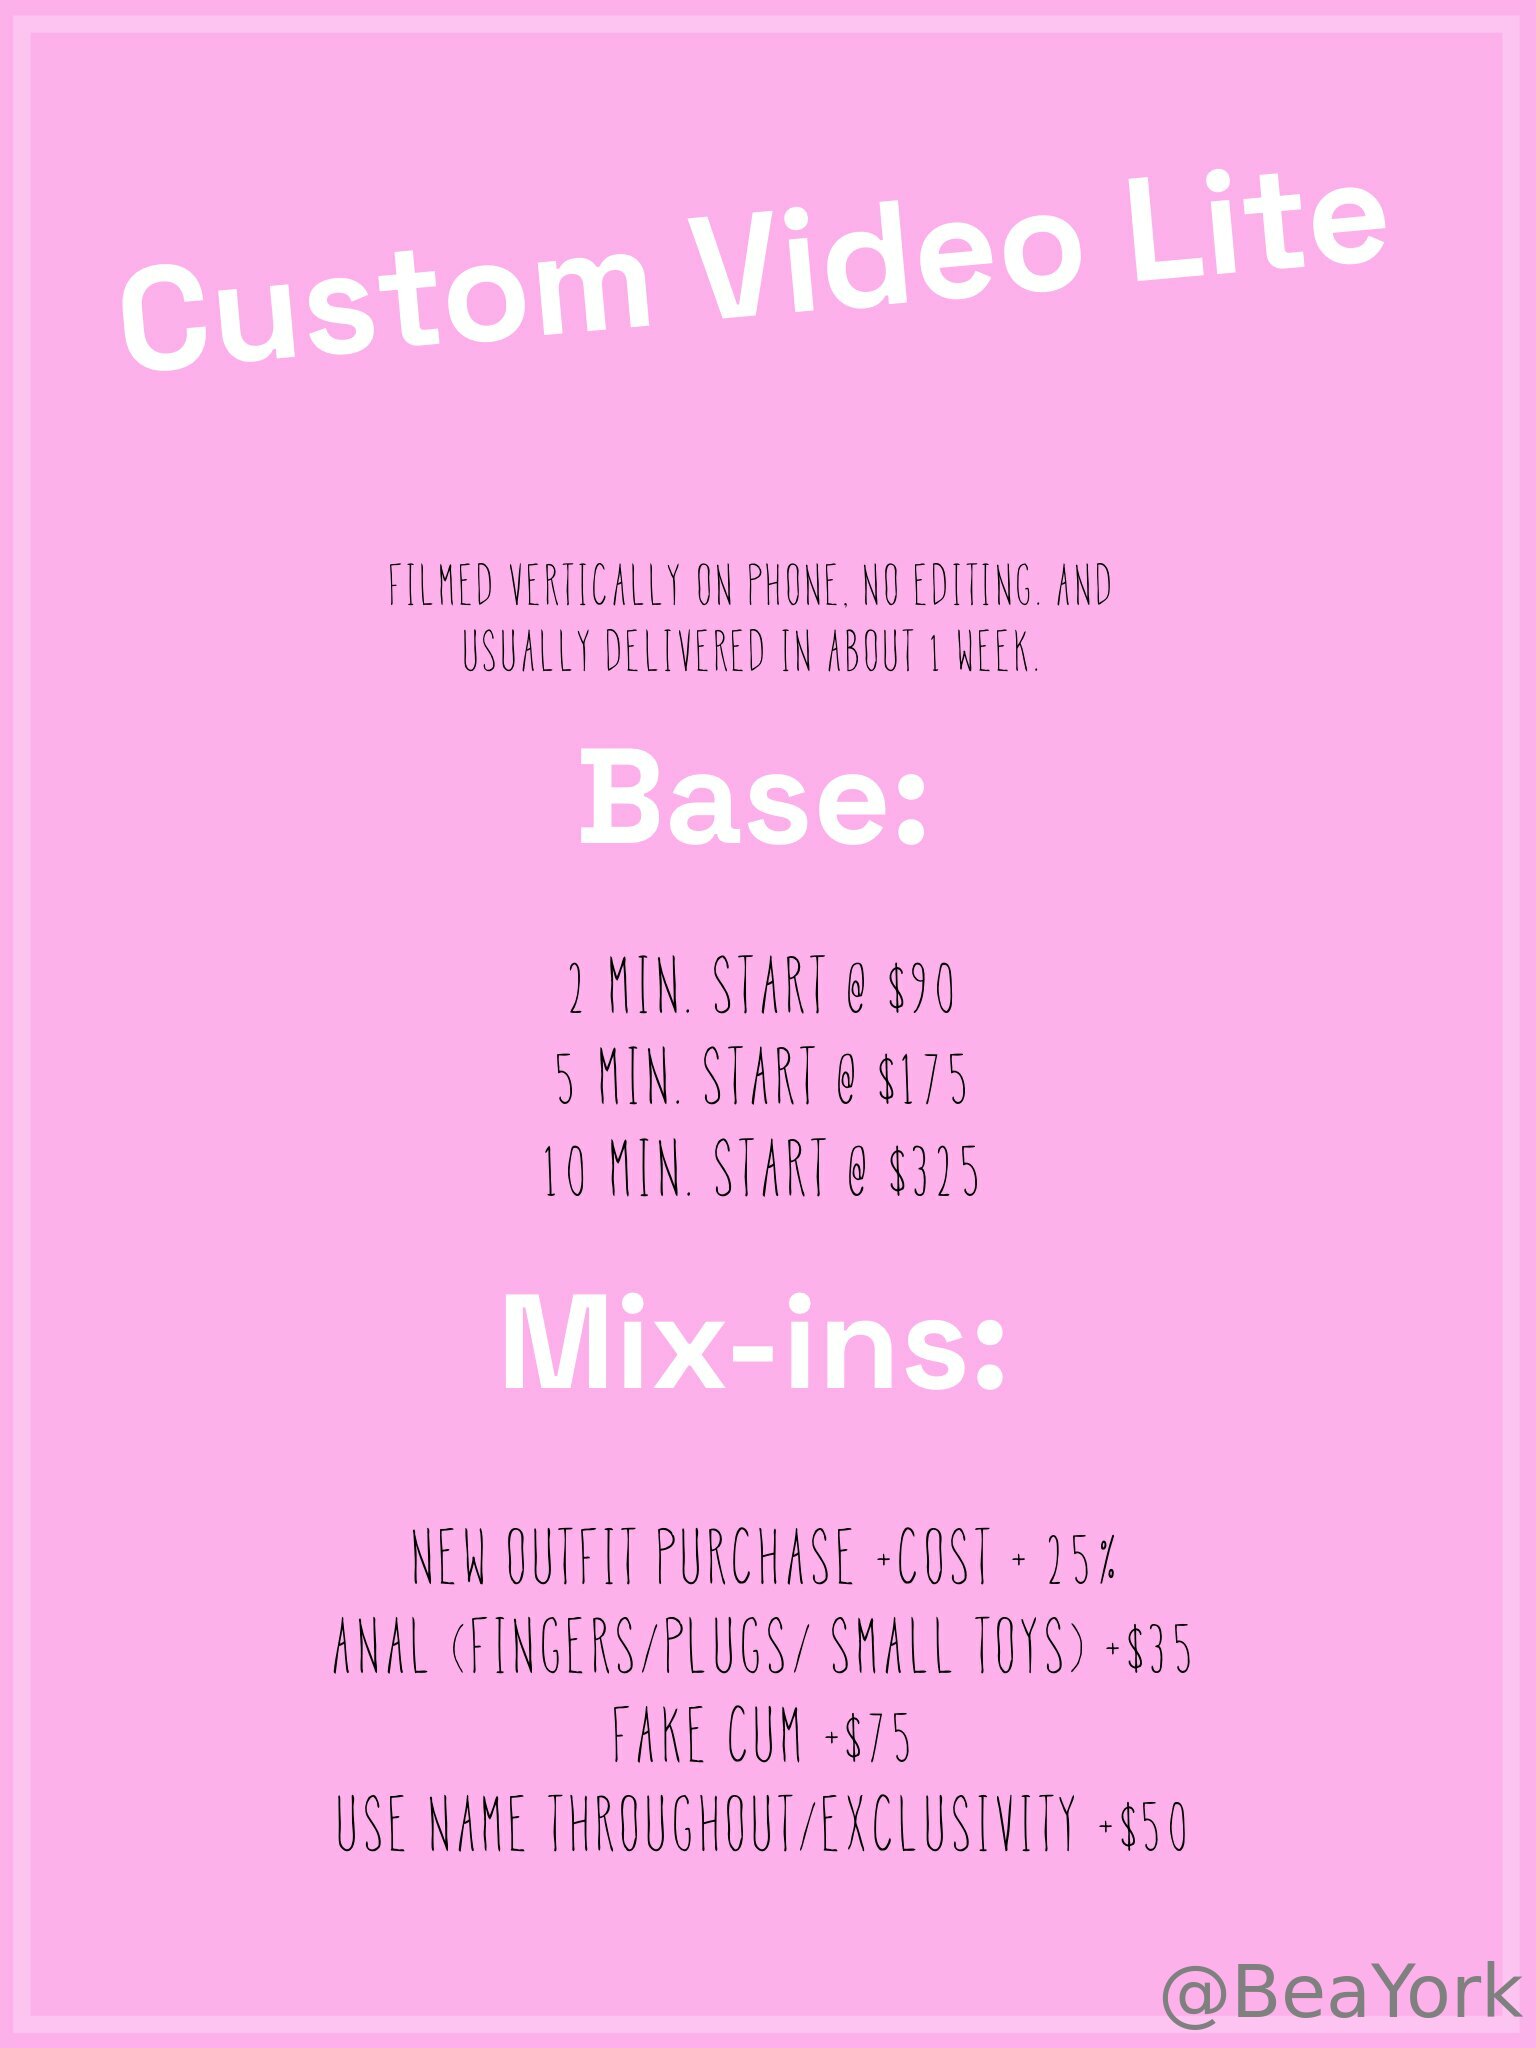 Custom Video Lite
FILMED VERTICALLY ON PHONE, NO EDITING. AND
USUALLY DELIVERED IN ABOUT 1 WEEK.
Base:
2 MIN. START @ $90
5 MIN. START @ $175
10 MIN. START @ $325
Mix-ins:
NEW OUTFIT PURCHASE +COST + 25%
ANAL (FINGERS/PLUGS/ SMALL TOYS) +$35
FAKE CUM +$75
USE NAME THROUGHOUT/EXCLUSIVITY +$50
@BeaYork